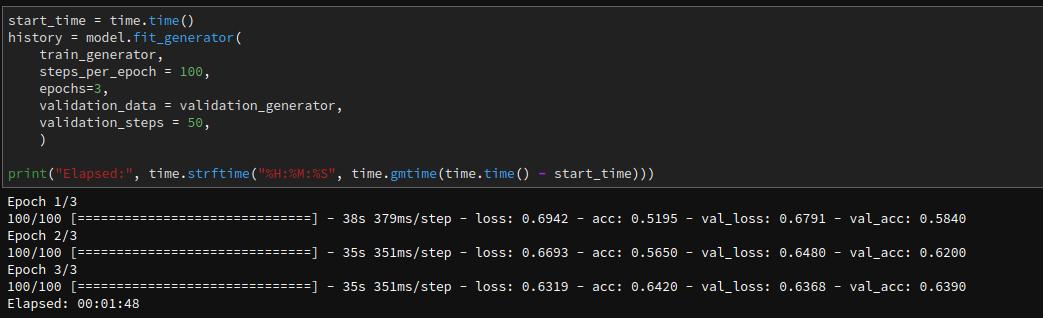 start_time = time.time()
history = model.fit_generator(
    train_generator,
    steps_per_epoch = 100,
    epochs=3,
    validation_data = validation_generator,
    validation_steps = 50,
    )
print("Elapsed:", time.strftime("%H:%M:%S", time.gmtime(time.time() - start_time)))
Epoch 1/3
100/100 [==============================] - 38s 379ms/step - loss: 0.6942 - acc: 0.5195 - val_loss: 0.6791 - val_acc: 0.5840
Epoch 2/3
100/100 [==============================] - 35s 351ms/step - loss: 0.6693 - acc: 0.5650 - val_loss: 0.6480 - val_acc: 0.6200
Epoch 3/3
100/100 [==============================] - 35s 351ms/step - loss: 0.6319 - acc: 0.6420 - val_loss: 0.6368 - val_acc: 0.6390
Elapsed: 00:01:48